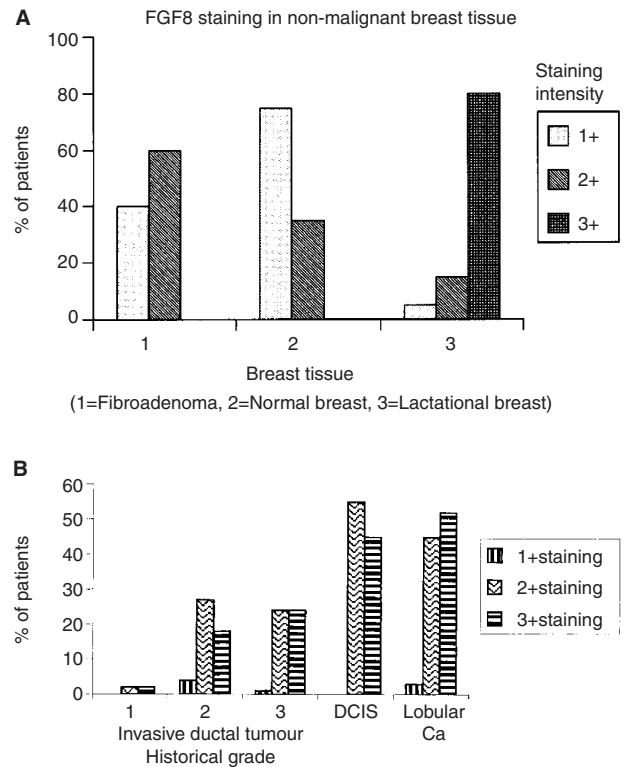 A
FGF8 staining in non-malignant breast tissue
100
80
60
40
20
0
% of patients
1
2
3
Breast tissue
(1=Fibroadenoma, 2=Normal breast, 3=Lactational breast)
Staining
intensity
1+
2+
3+
B
60
50
40
30
20
10
0
% of patients
1
2
3
DCIS
Lobular
Ca
Invasive ductal tumour
Historical grade
1+staining
2+staining
3+staining